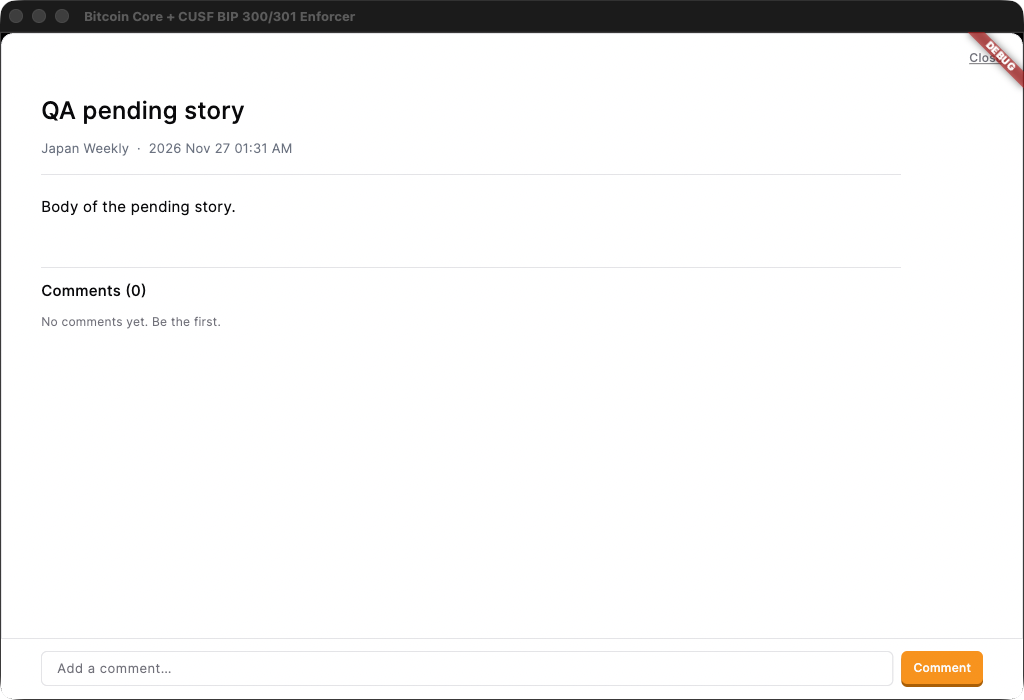 Bitcoin Core + CUSF BIP 300/301 Enforcer
DEBUG
QA pending story
Japan Weekly · 2026 Nov 27 01:31 AM
Body of the pending story.
Comments (0)
No comments yet. Be the first.
Add a comment...
Comment